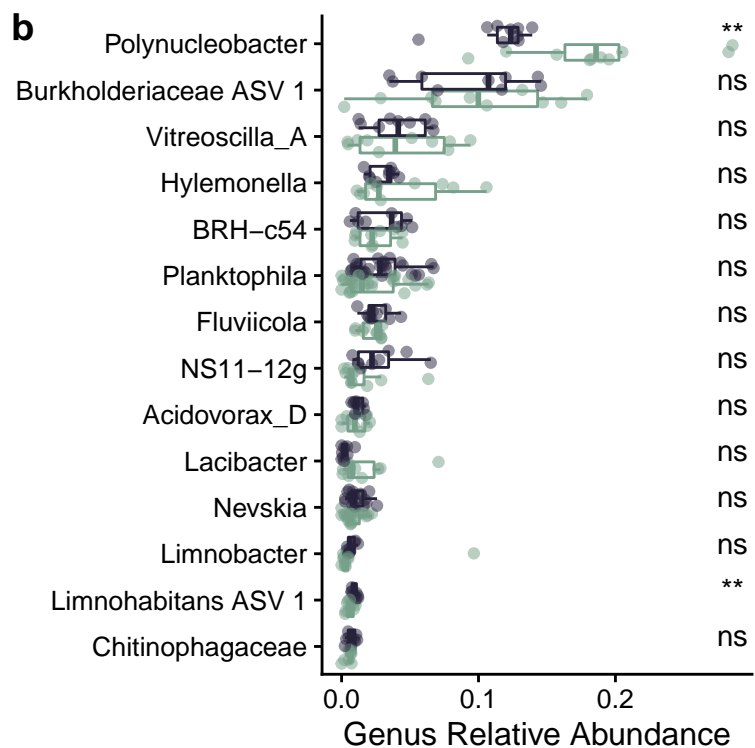 b
Polynucleobacter **
Burkholderiaceae ASV 1 ns
Vitreoscilla_A ns
Hylemonella ns
BRH−c54 ns
Planktophila ns
Fluviicola ns
NS11−12g ns
Acidovorax_D ns
Lacibacter ns
Nevskia ns
Limnobacter ns
Limnohabitans ASV 1 **
Chitinophagaceae ns
0.0 0.1 0.2
Genus Relative Abundance